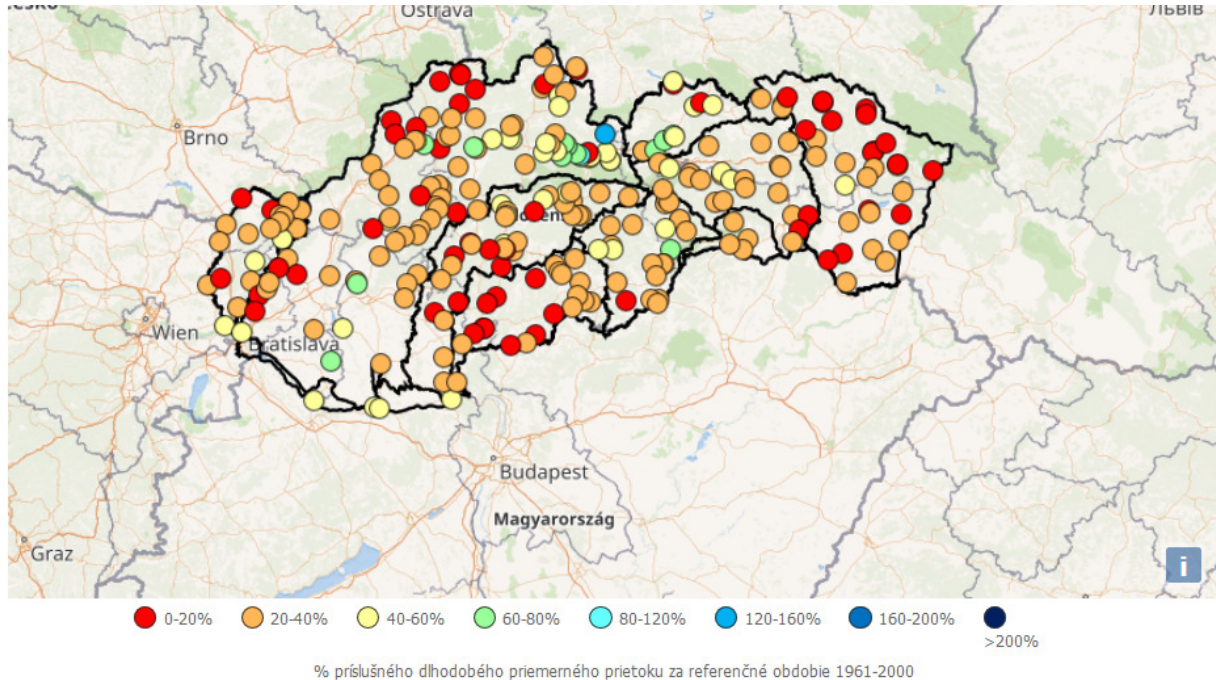 Ostrava
Львів
Brno
Wien
Bratislava
Budapest
Magyarország
Graz
i
0-20%
20-40%
40-60%
60-80%
80-120%
120-160%
160-200%
>200%
% príslušného dlhodobého priemerného prietoku za referenčné obdobie 1961-2000